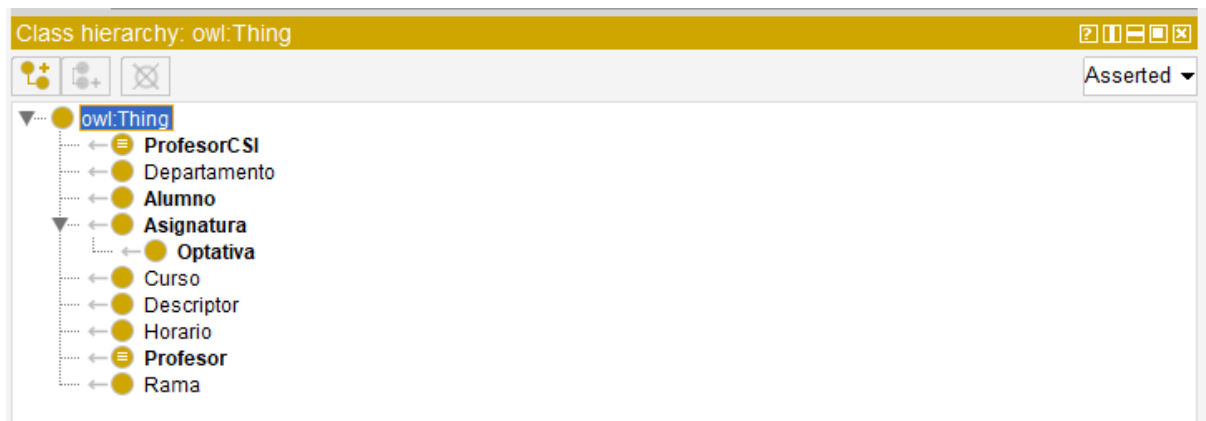 Class hierarchy: owl:Thing
Asserted
owl:Thing
ProfesorCSI
Departamento
Alumno
Asignatura
Optativa
Curso
Descriptor
Horario
Profesor
Rama